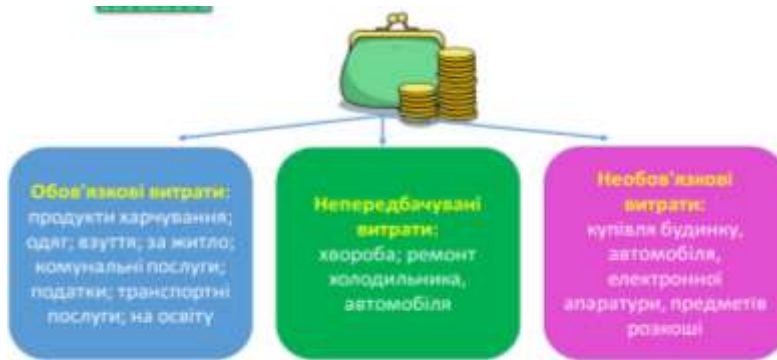 Обов'язкові витрати:
продукти харчування;
одяг; взуття; за житло;
комунальні послуги;
податки; транспортні
послуги; на освіту
Непередбачувані
витрати:
хвороба; ремонт
холодильника,
автомобіля
Необов'язкові
витрати:
купівля будинку,
автомобіля,
електронної
апаратури, предметів
розкоші